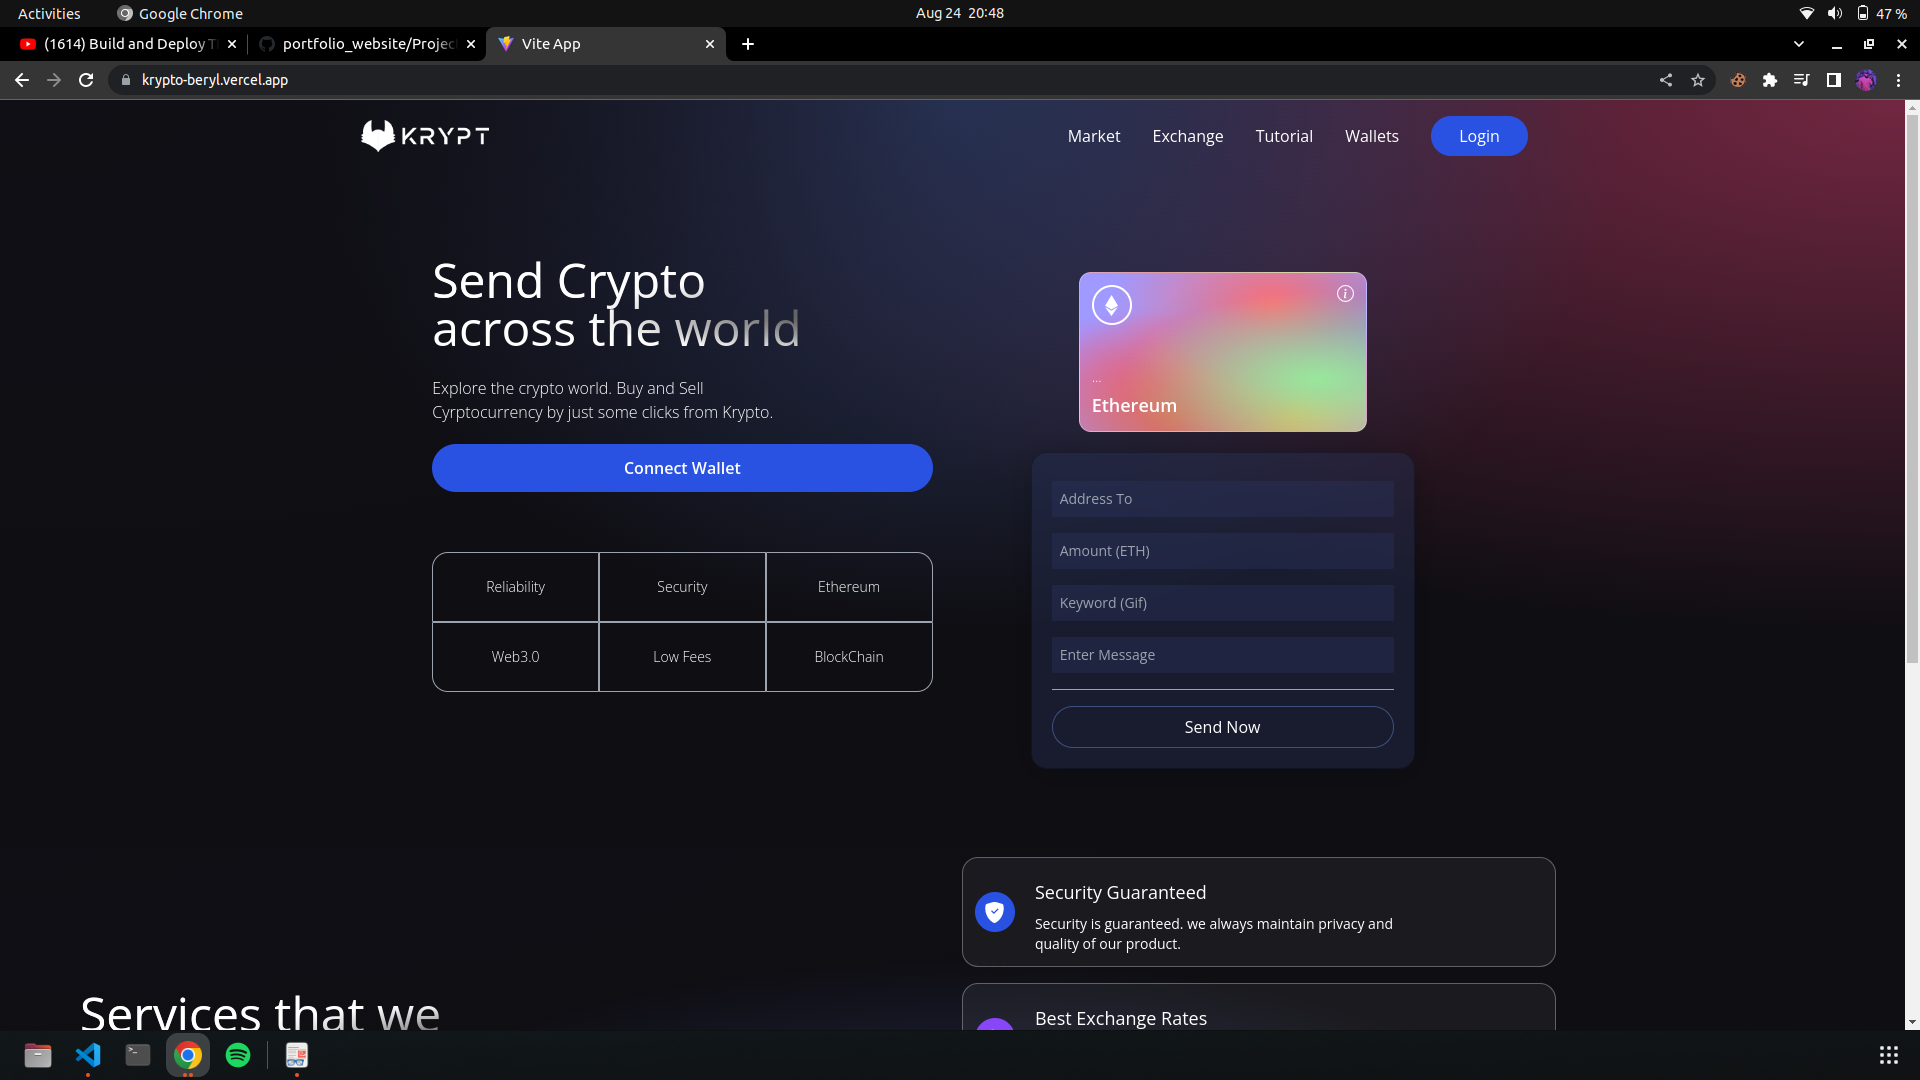 Activities
Google Chrome
Aug 24 20:48
47 %
(1614) Build and Deploy
portfolio_website/Projec
Vite App
krypto-beryl.vercel.app
KRYPT
Market
Exchange
Tutorial
Wallets
Login
Send Crypto
across the world
Explore the crypto world. Buy and Sell
Cyrptocurrency by just some clicks from Krypto.
Connect Wallet
Reliability
Security
Ethereum
Web3.0
Low Fees
BlockChain
...
Ethereum
Address To
Amount (ETH)
Keyword (Gif)
Enter Message
Send Now
Security Guaranteed
Security is guaranteed. we always maintain privacy and
quality of our product.
Best Exchange Rates
Services that we